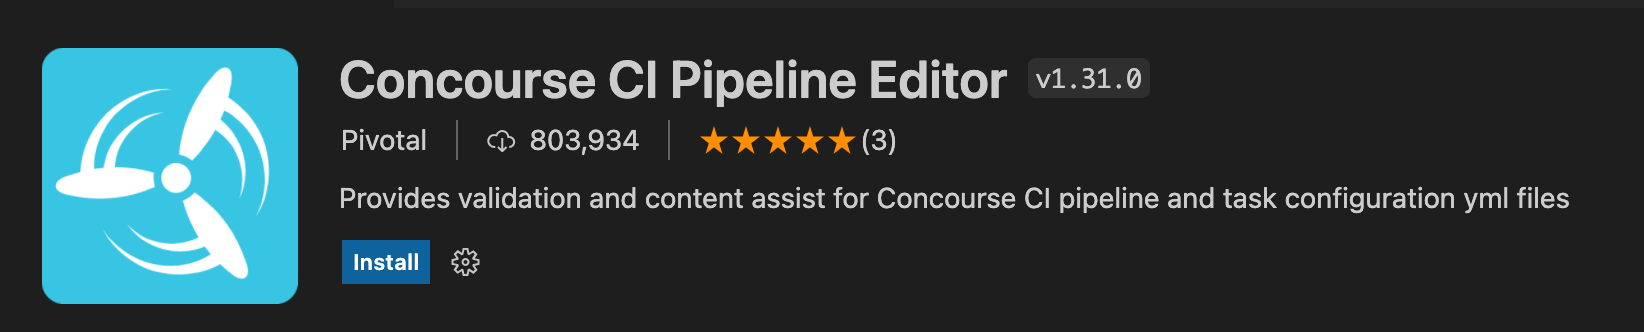 Concourse CI Pipeline Editor v1.31.0
Pivotal 803,934 (3)
Provides validation and content assist for Concourse CI pipeline and task configuration yml files
Install